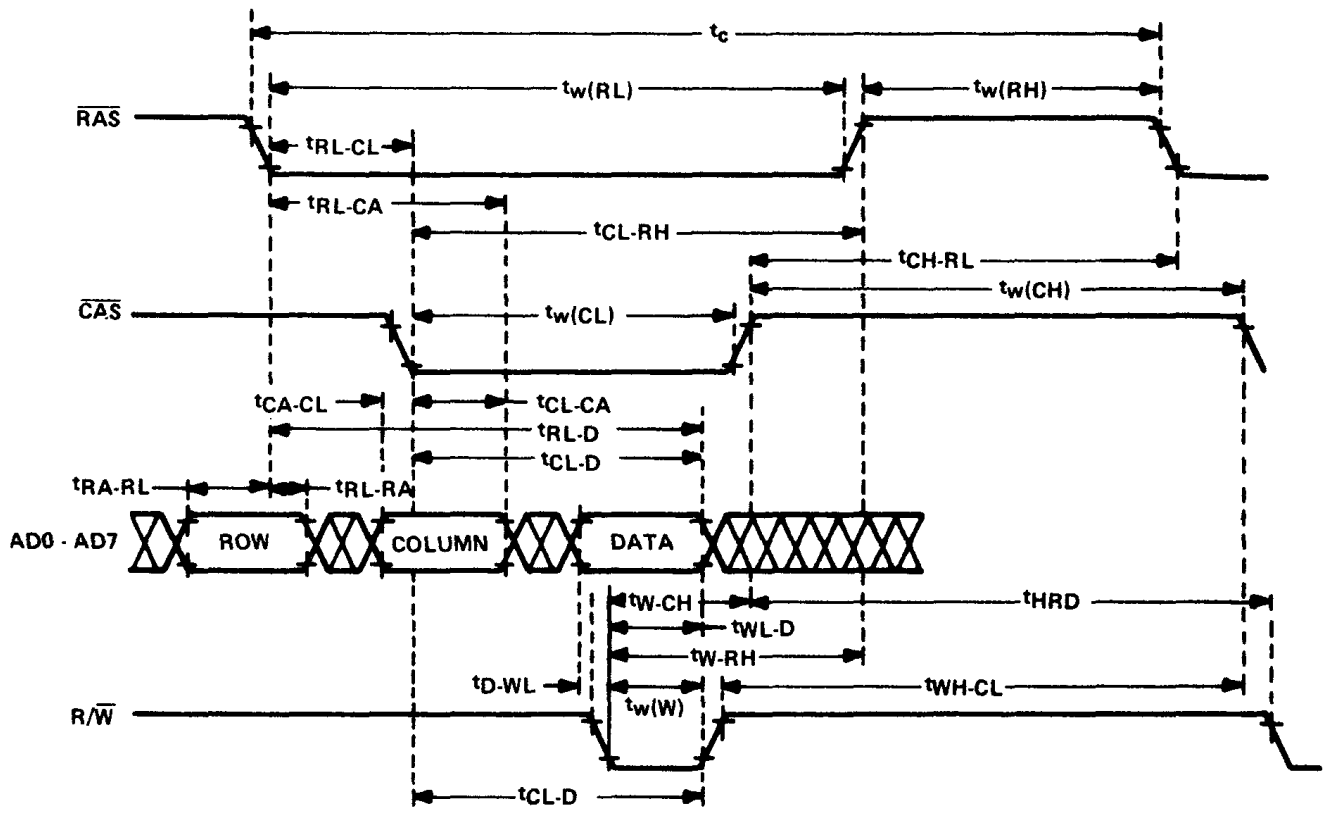 tc
tw(RL)
tw(RH)
R̅A̅S̅
tRL-CL
tRL-CA
tCL-RH
tCH-RL
tw(CH)
C̅A̅S̅
tw(CL)
tCA-CL
tCL-CA
tRL-D
tCL-D
tRA-RL
tRL-RA
AD0 - AD7
ROW
COLUMN
DATA
tW-CH
tHRD
tWL-D
tW-RH
tD-WL
tWH-CL
tw(W)
R/W̅
tCL-D